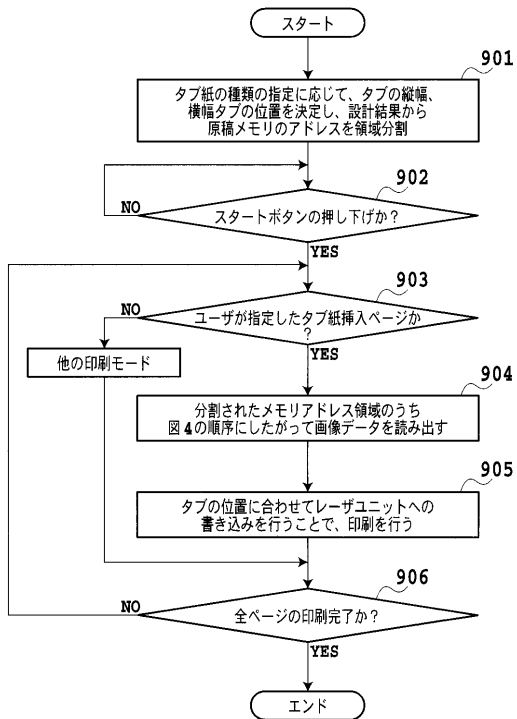 スタート
901
タブ紙の種類の指定に応じて、タブの縦幅、
横幅タブの位置を決定し、設計結果から
原稿メモリのアドレスを領域分割
902
NO
スタートボタンの押し下げか?
YES
903
NO
ユーザが指定したタブ紙挿入ページか
?
YES
他の印刷モード
904
分割されたメモリアドレス領域のうち
図4の順序にしたがって画像データを読み出す
905
タブの位置に合わせてレーザユニットへの
書き込みを行うことで、印刷を行う
906
NO
全ページの印刷完了か?
YES
エンド